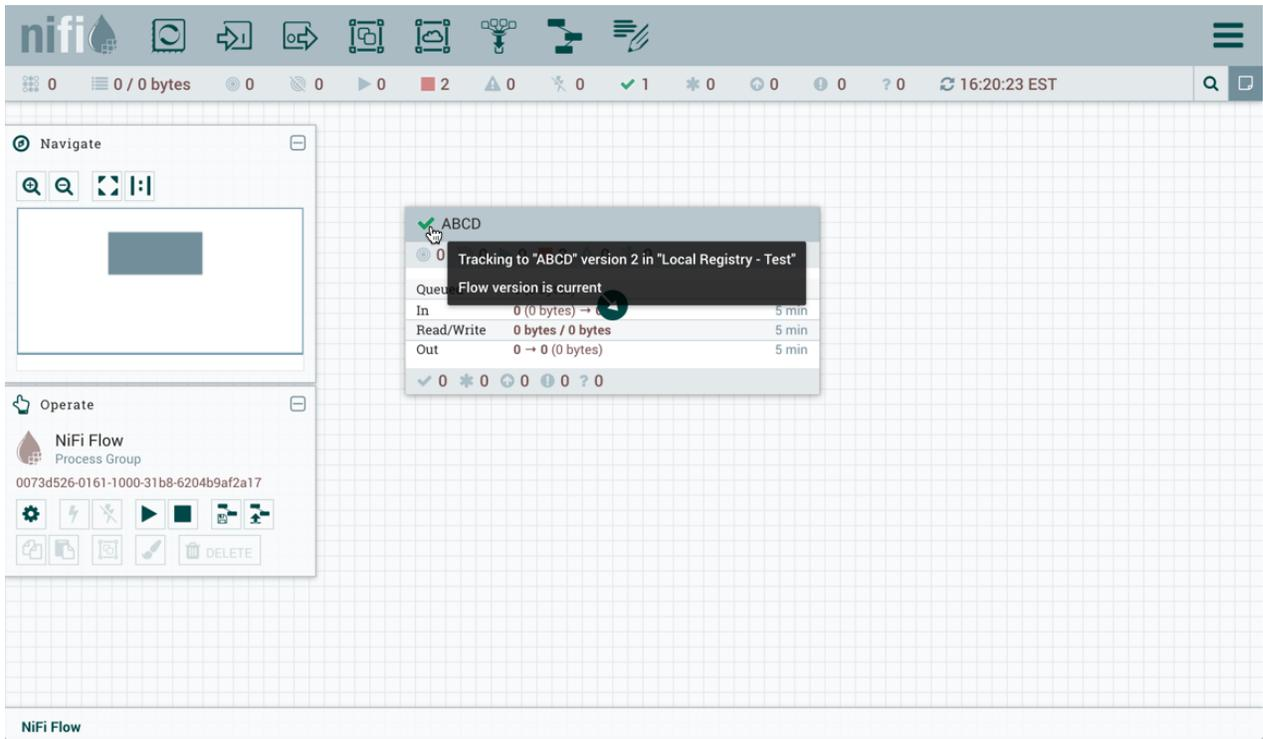 nifi
0 0 / 0 bytes 0 0 0 2 0 0 1 0 0 0 ? 0 16:20:23 EST
Navigate
ABCD
0
Tracking to "ABCD" version 2 in "Local Registry - Test"
Flow version is current
In 0 (0 bytes) → 5 min
Read/Write 0 bytes / 0 bytes 5 min
Out 0 → 0 (0 bytes) 5 min
0 0 0 0 ? 0
Operate
NiFi Flow
Process Group
0073d526-0161-1000-31b8-6204b9af2a17
DELETE
NiFi Flow